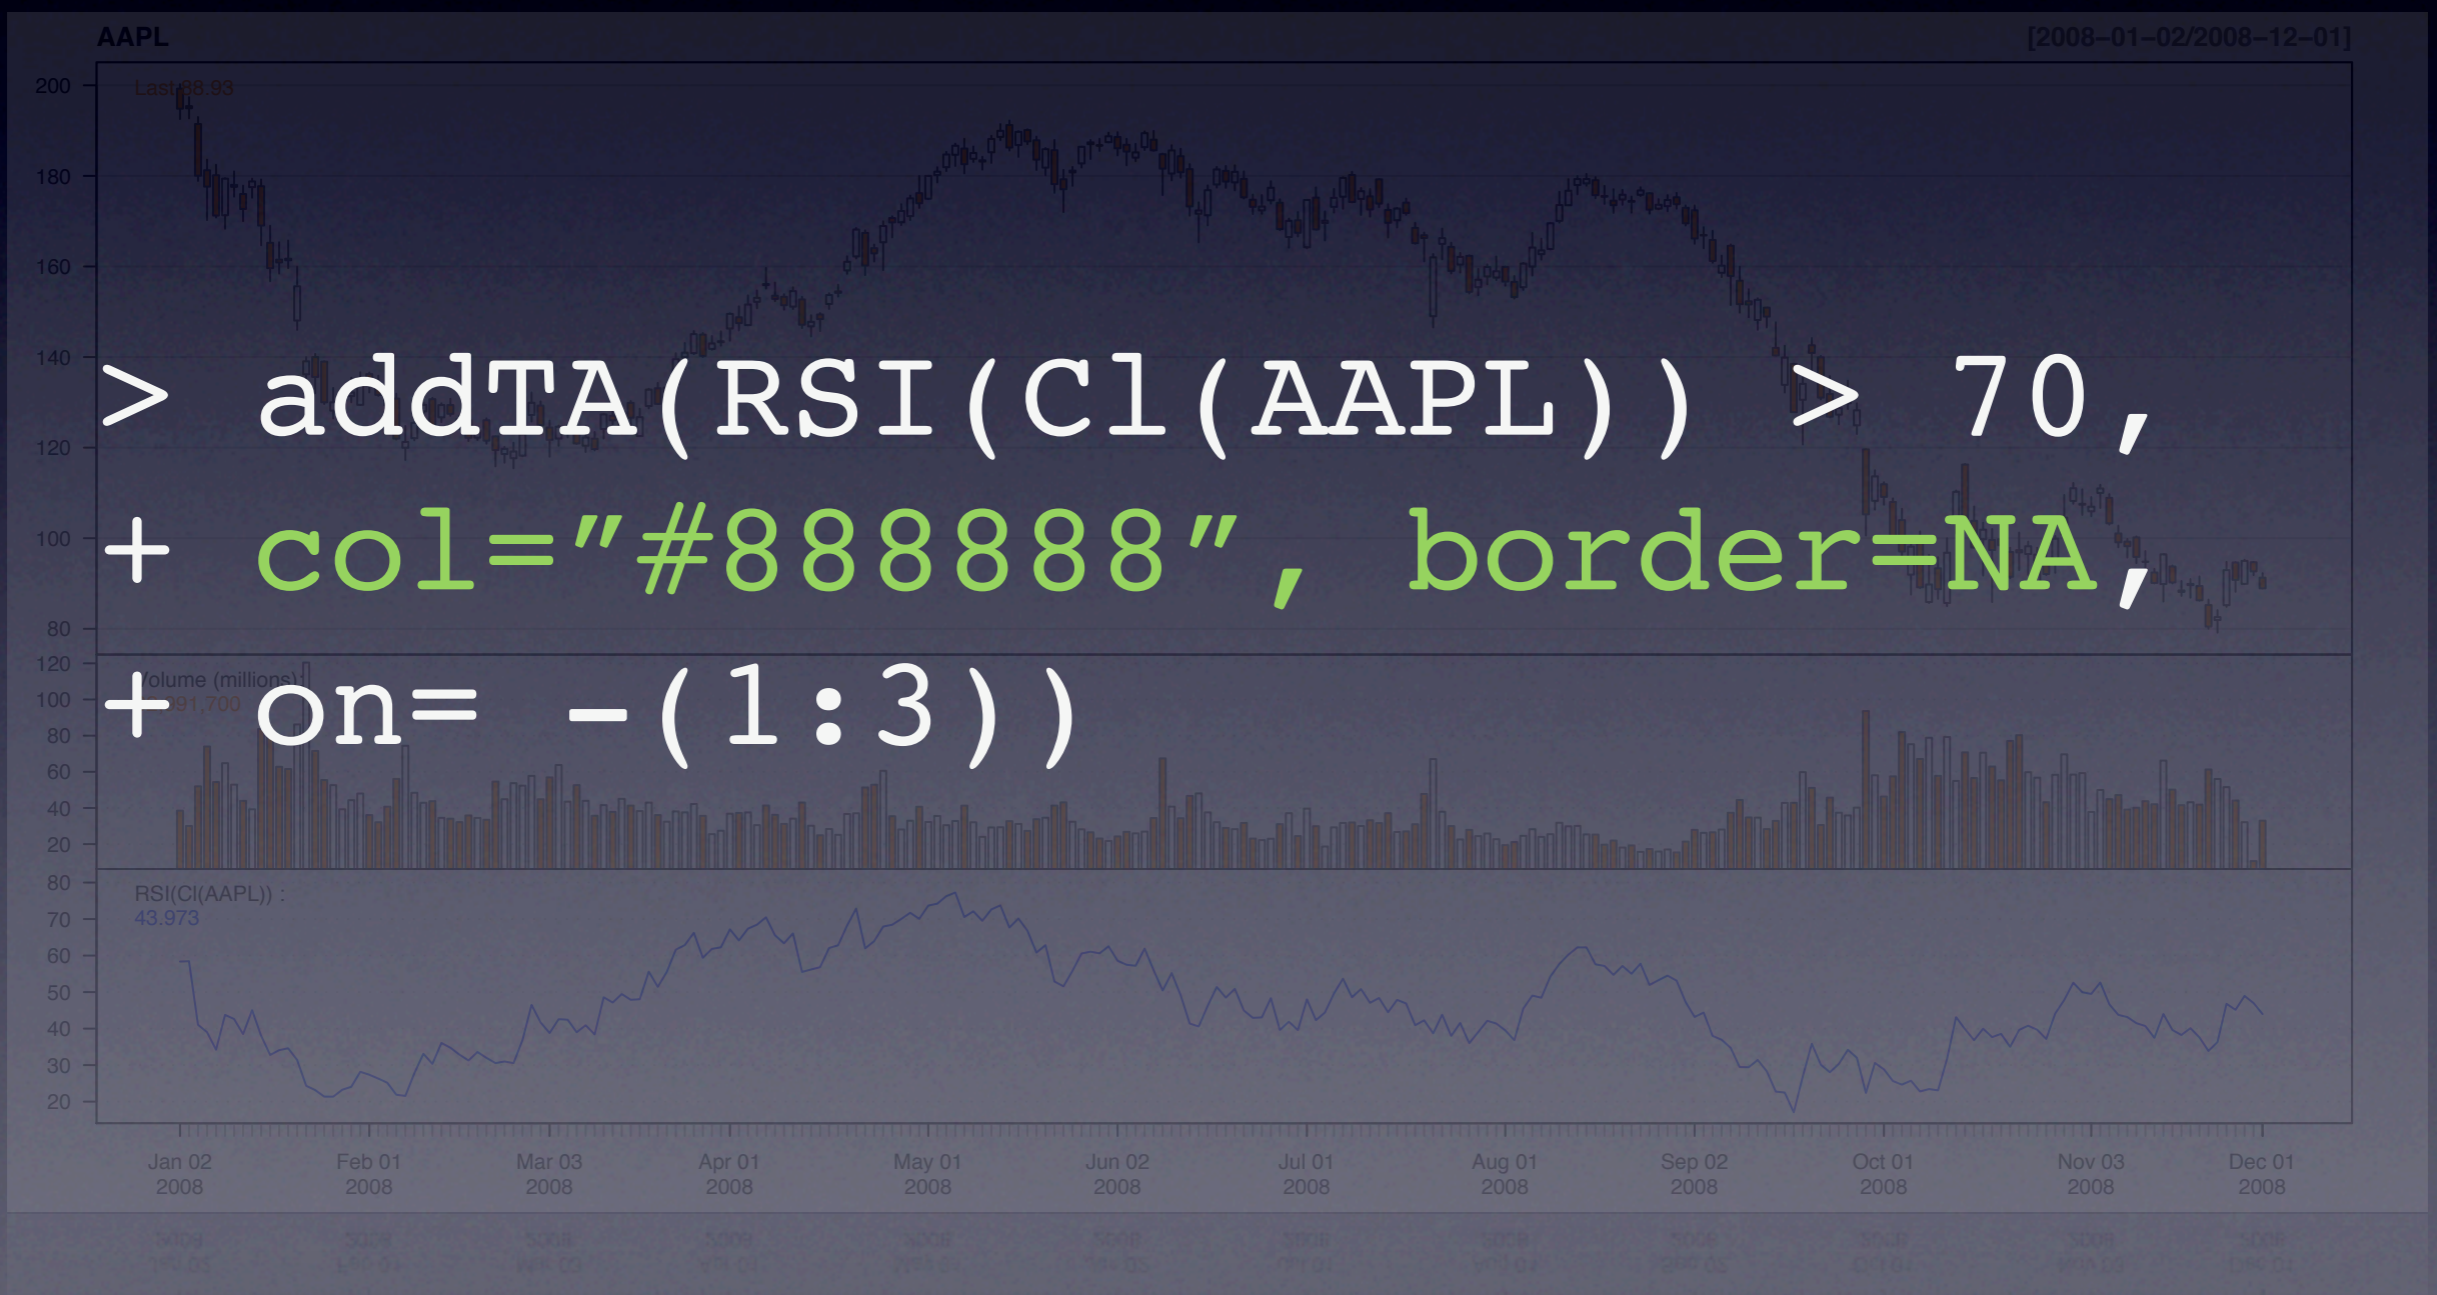 AAPL [2008-01-02/2008-12-01]
Last 88.93
200
180
160
140
120
100
80
> addTA(RSI(Cl(AAPL)) > 70,
+ col="#888888", border=NA,
+ on= -(1:3))
120
100
80
60
40
20
Volume (millions):
91,700
80
70
60
50
40
30
20
RSI(Cl(AAPL)) :
43.973
Jan 02 Feb 01 Mar 03 Apr 01 May 01 Jun 02 Jul 01 Aug 01 Sep 02 Oct 01 Nov 03 Dec 01
2008 2008 2008 2008 2008 2008 2008 2008 2008 2008 2008 2008